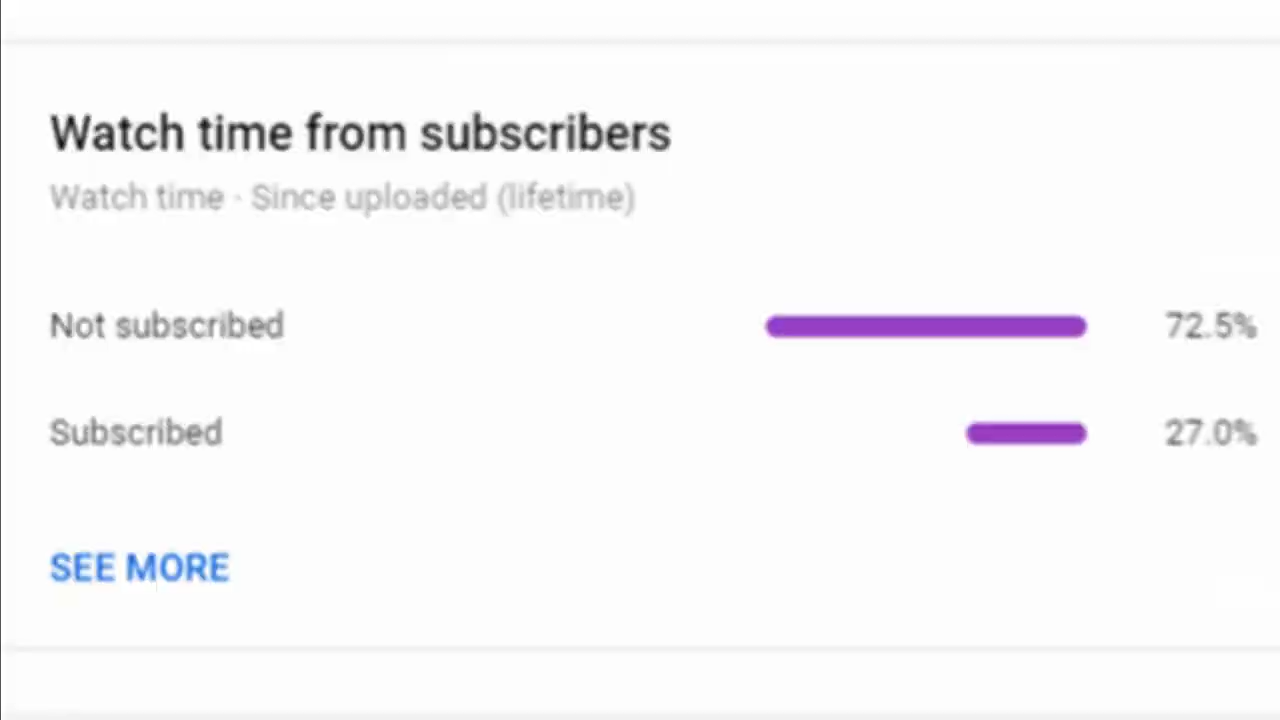 Watch time from subscribers
Watch time · Since uploaded (lifetime)
Not subscribed 72.5%
Subscribed 27.0%
SEE MORE